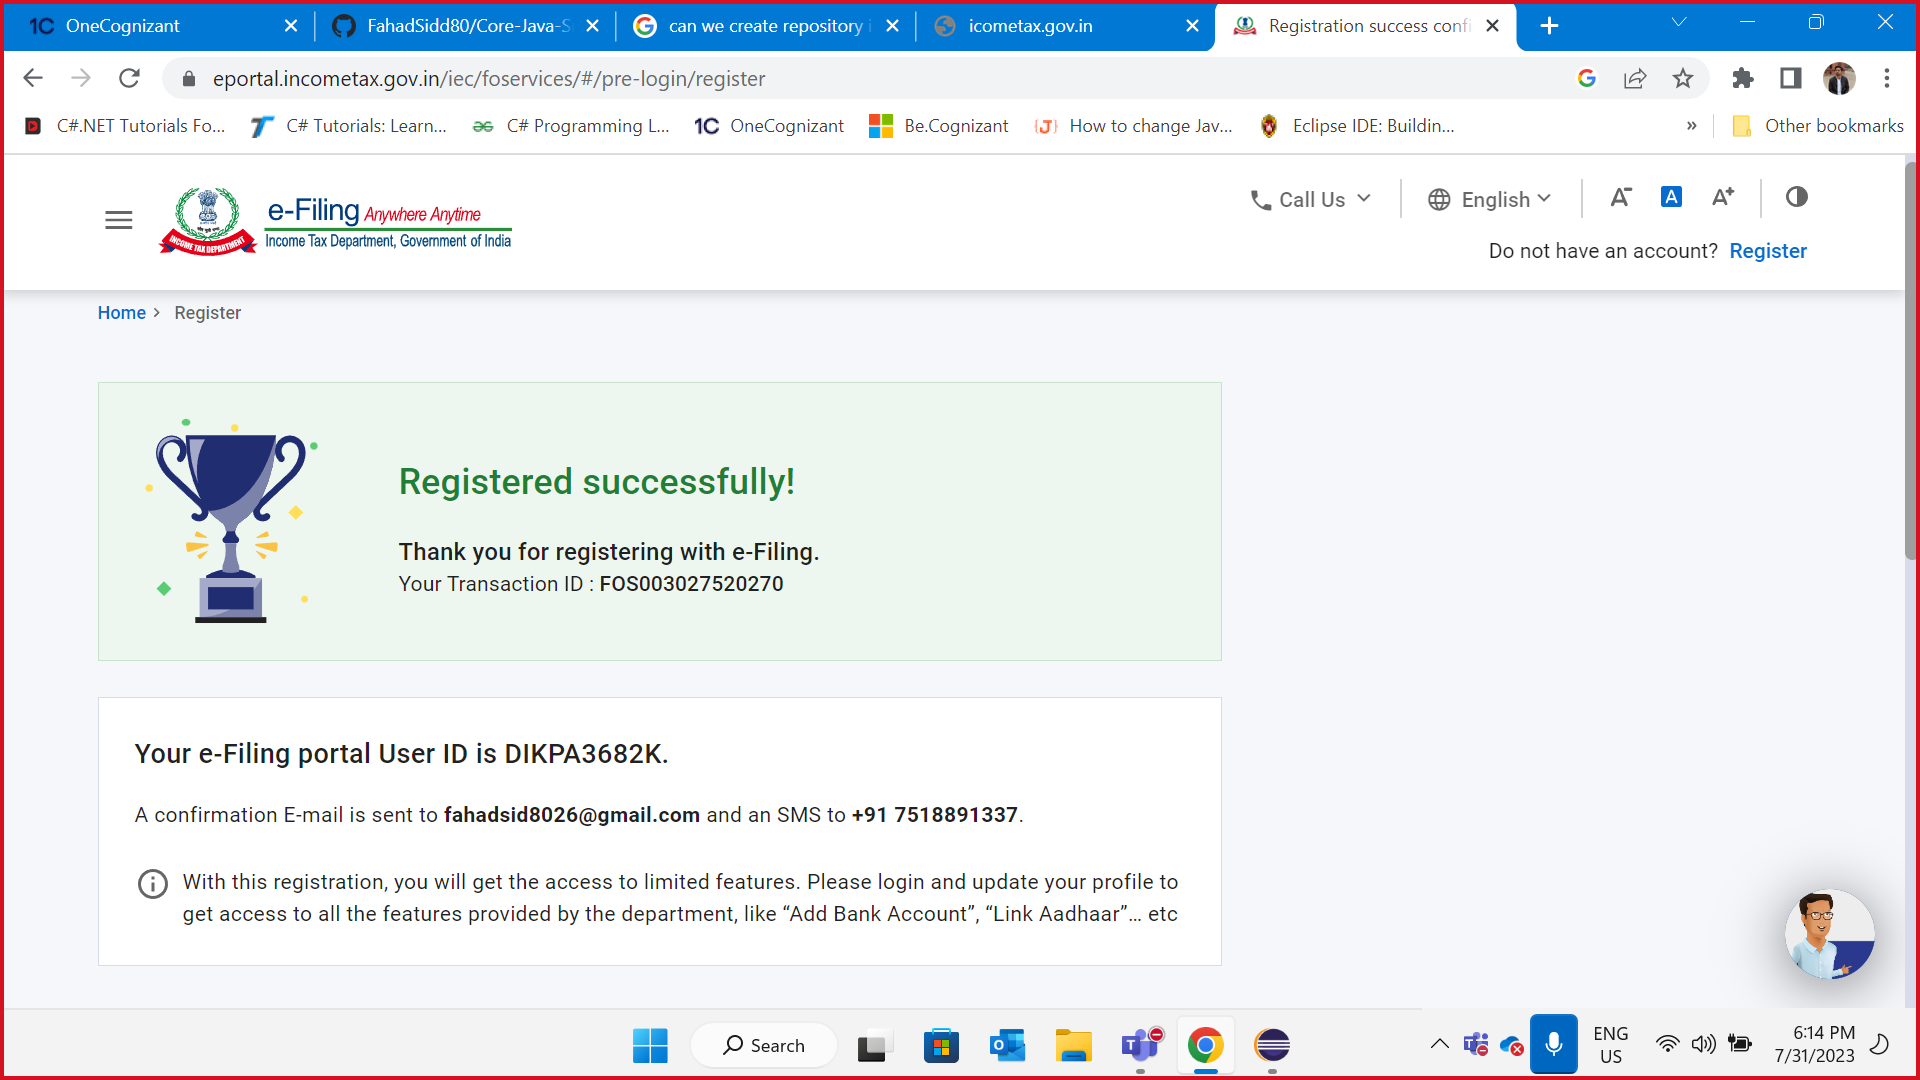 OneCognizant
FahadSidd80/Core-Java-S
can we create repository i
icometax.gov.in
Registration success confi
eportal.incometax.gov.in/iec/foservices/#/pre-login/register
C#.NET Tutorials Fo...
C# Tutorials: Learn...
C# Programming L...
OneCognizant
Be.Cognizant
How to change Jav...
Eclipse IDE: Buildin...
»
Other bookmarks
INCOME TAX DEPARTMENT
e-Filing Anywhere Anytime
Income Tax Department, Government of India
Call Us
English
A-
A
A+
Do not have an account? Register
Home > Register
Registered successfully!
Thank you for registering with e-Filing.
Your Transaction ID : FOS003027520270
Your e-Filing portal User ID is DIKPA3682K.
A confirmation E-mail is sent to fahadsid8026@gmail.com and an SMS to +91 7518891337.
With this registration, you will get the access to limited features. Please login and update your profile to
get access to all the features provided by the department, like “Add Bank Account”, “Link Aadhaar”... etc
Search
ENG
US
6:14 PM
7/31/2023